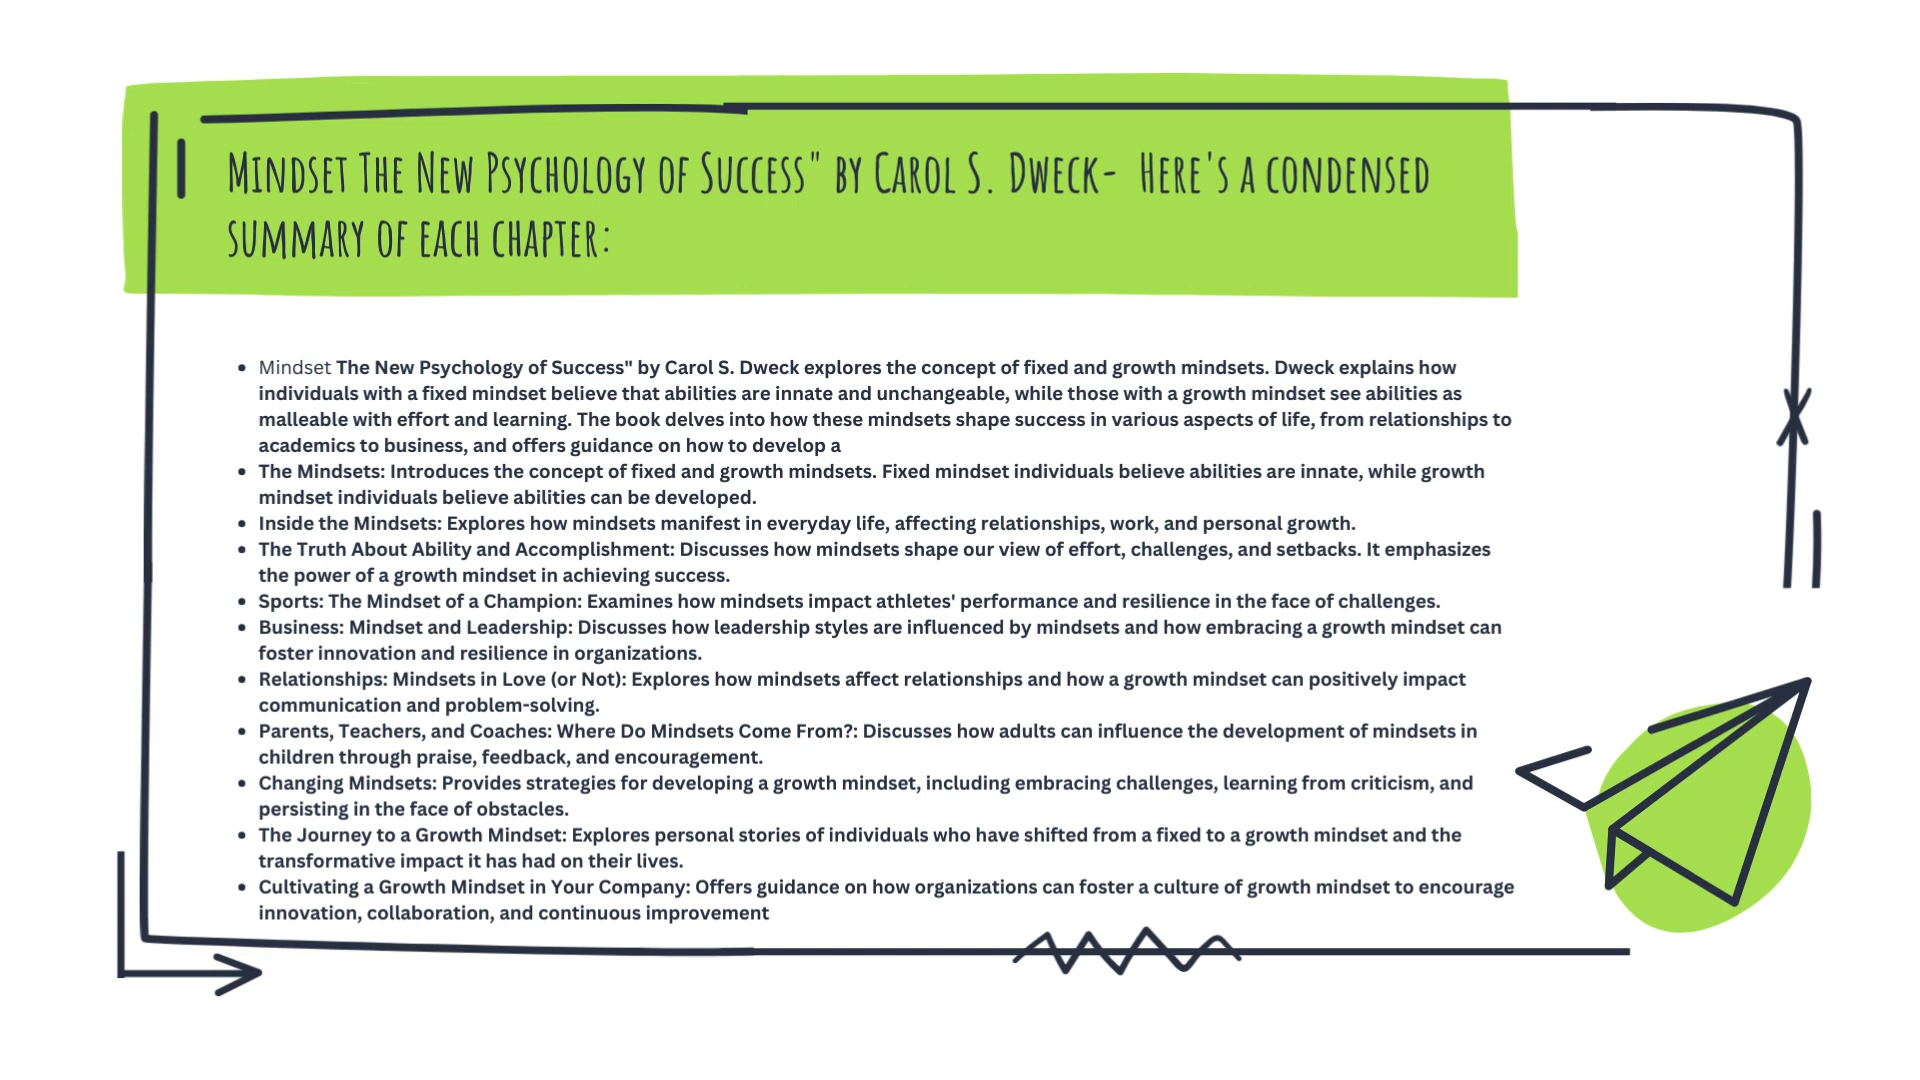 Mindset The New Psychology of Success" by Carol S. Dweck- Here's a condensed
summary of each chapter:
• Mindset The New Psychology of Success" by Carol S. Dweck explores the concept of fixed and growth mindsets. Dweck explains how
individuals with a fixed mindset believe that abilities are innate and unchangeable, while those with a growth mindset see abilities as
malleable with effort and learning. The book delves into how these mindsets shape success in various aspects of life, from relationships to
academics to business, and offers guidance on how to develop a
• The Mindsets: Introduces the concept of fixed and growth mindsets. Fixed mindset individuals believe abilities are innate, while growth
mindset individuals believe abilities can be developed.
• Inside the Mindsets: Explores how mindsets manifest in everyday life, affecting relationships, work, and personal growth.
• The Truth About Ability and Accomplishment: Discusses how mindsets shape our view of effort, challenges, and setbacks. It emphasizes
the power of a growth mindset in achieving success.
• Sports: The Mindset of a Champion: Examines how mindsets impact athletes' performance and resilience in the face of challenges.
• Business: Mindset and Leadership: Discusses how leadership styles are influenced by mindsets and how embracing a growth mindset can
foster innovation and resilience in organizations.
• Relationships: Mindsets in Love (or Not): Explores how mindsets affect relationships and how a growth mindset can positively impact
communication and problem-solving.
• Parents, Teachers, and Coaches: Where Do Mindsets Come From?: Discusses how adults can influence the development of mindsets in
children through praise, feedback, and encouragement.
• Changing Mindsets: Provides strategies for developing a growth mindset, including embracing challenges, learning from criticism, and
persisting in the face of obstacles.
• The Journey to a Growth Mindset: Explores personal stories of individuals who have shifted from a fixed to a growth mindset and the
transformative impact it has had on their lives.
• Cultivating a Growth Mindset in Your Company: Offers guidance on how organizations can foster a culture of growth mindset to encourage
innovation, collaboration, and continuous improvement